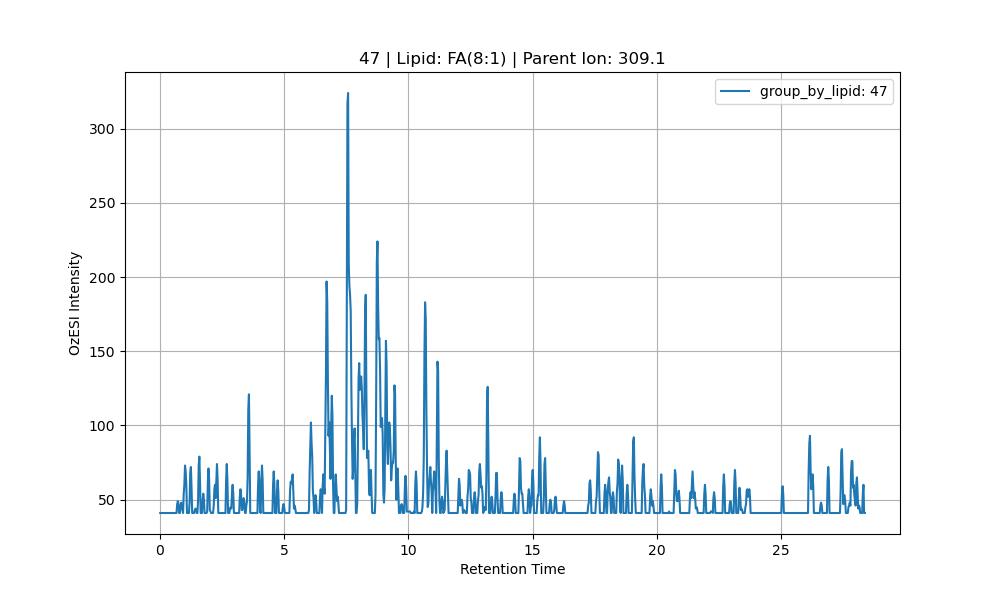 47 | Lipid: FA(8:1) | Parent Ion: 309.1
group_by_lipid: 47
OzESI Intensity
300
250
200
150
100
50
0 5 10 15 20 25
Retention Time